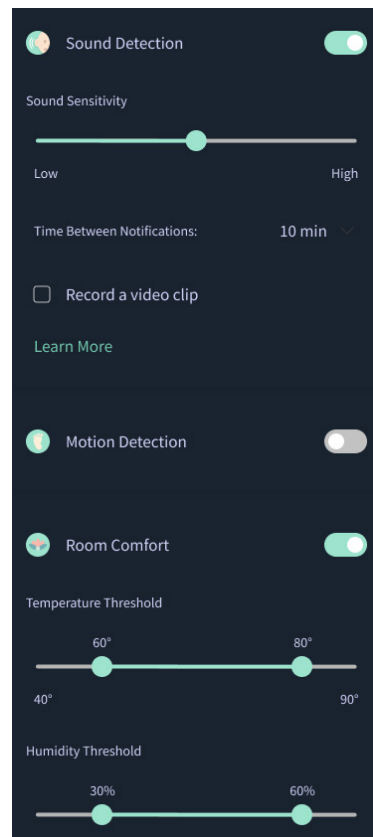 Sound Detection
Sound Sensitivity
Low High
Time Between Notifications: 10 min
Record a video clip
Learn More
Motion Detection
Room Comfort
Temperature Threshold
60° 80°
40° 90°
Humidity Threshold
30% 60%